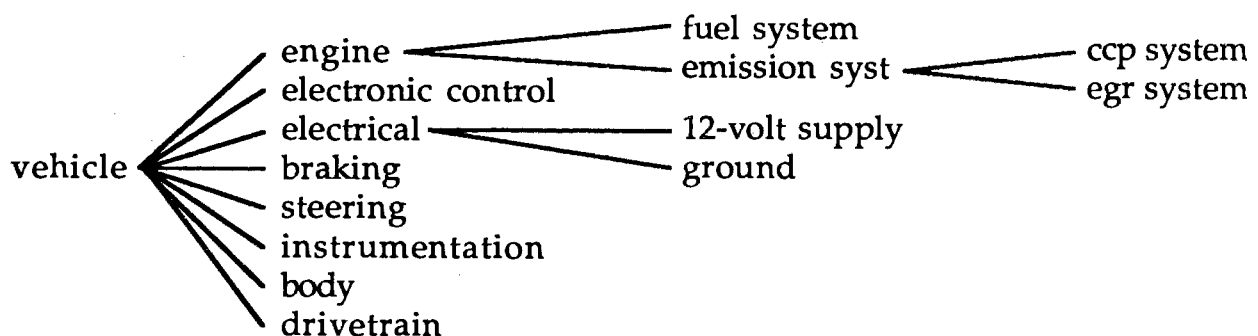 vehicle
engine
electronic control
electrical
braking
steering
instrumentation
body
drivetrain
fuel system
emission syst
12-volt supply
ground
ccp system
egr system